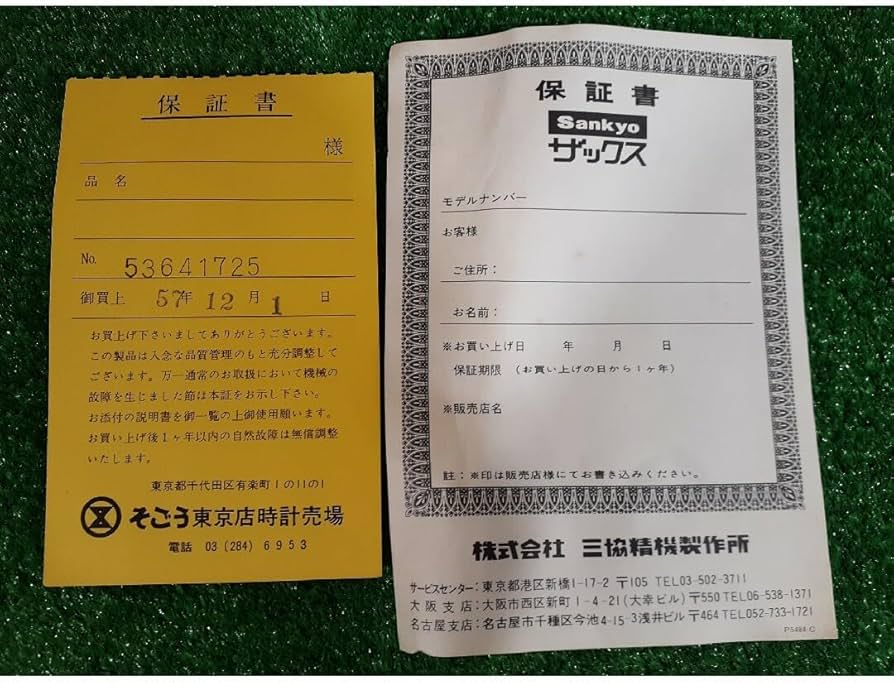 保証書
様
品名
No. 53641725
御買上 57年 12月 1日
お買上げ下さいましてありがとうございます。
この製品は入念な品質管理のもと充分調整して
ございます。万一通常のお取扱において機械の
故障を生じました節は本証をお示し下さい。
お添付の説明書を御一覧の上御使用願います。
お買い上げ後1ヶ年以内の自然故障は無償調整
いたします。
東京都千代田区有楽町1の11の1
そごう東京店時計売場
電話 03(284)6953
保証書
Sankyo
ザックス
モデルナンバー
お客様
ご住所:
お名前:
※お買い上げ日 年 月 日
保証期限 (お買い上げの日から1ヶ年)
※販売店名
註:※印は販売店様にてお書き込みください。
株式会社 三協精機製作所
サービスセンター:東京都港区新橋1-17-2 〒105 TEL03-502-3711
大阪支店:大阪市西区新町1-4-21(大幸ビル)〒550 TEL06-538-1371
名古屋支店:名古屋市千種区今池4-15-3浅井ビル〒464 TEL052-733-1721
P5484-C